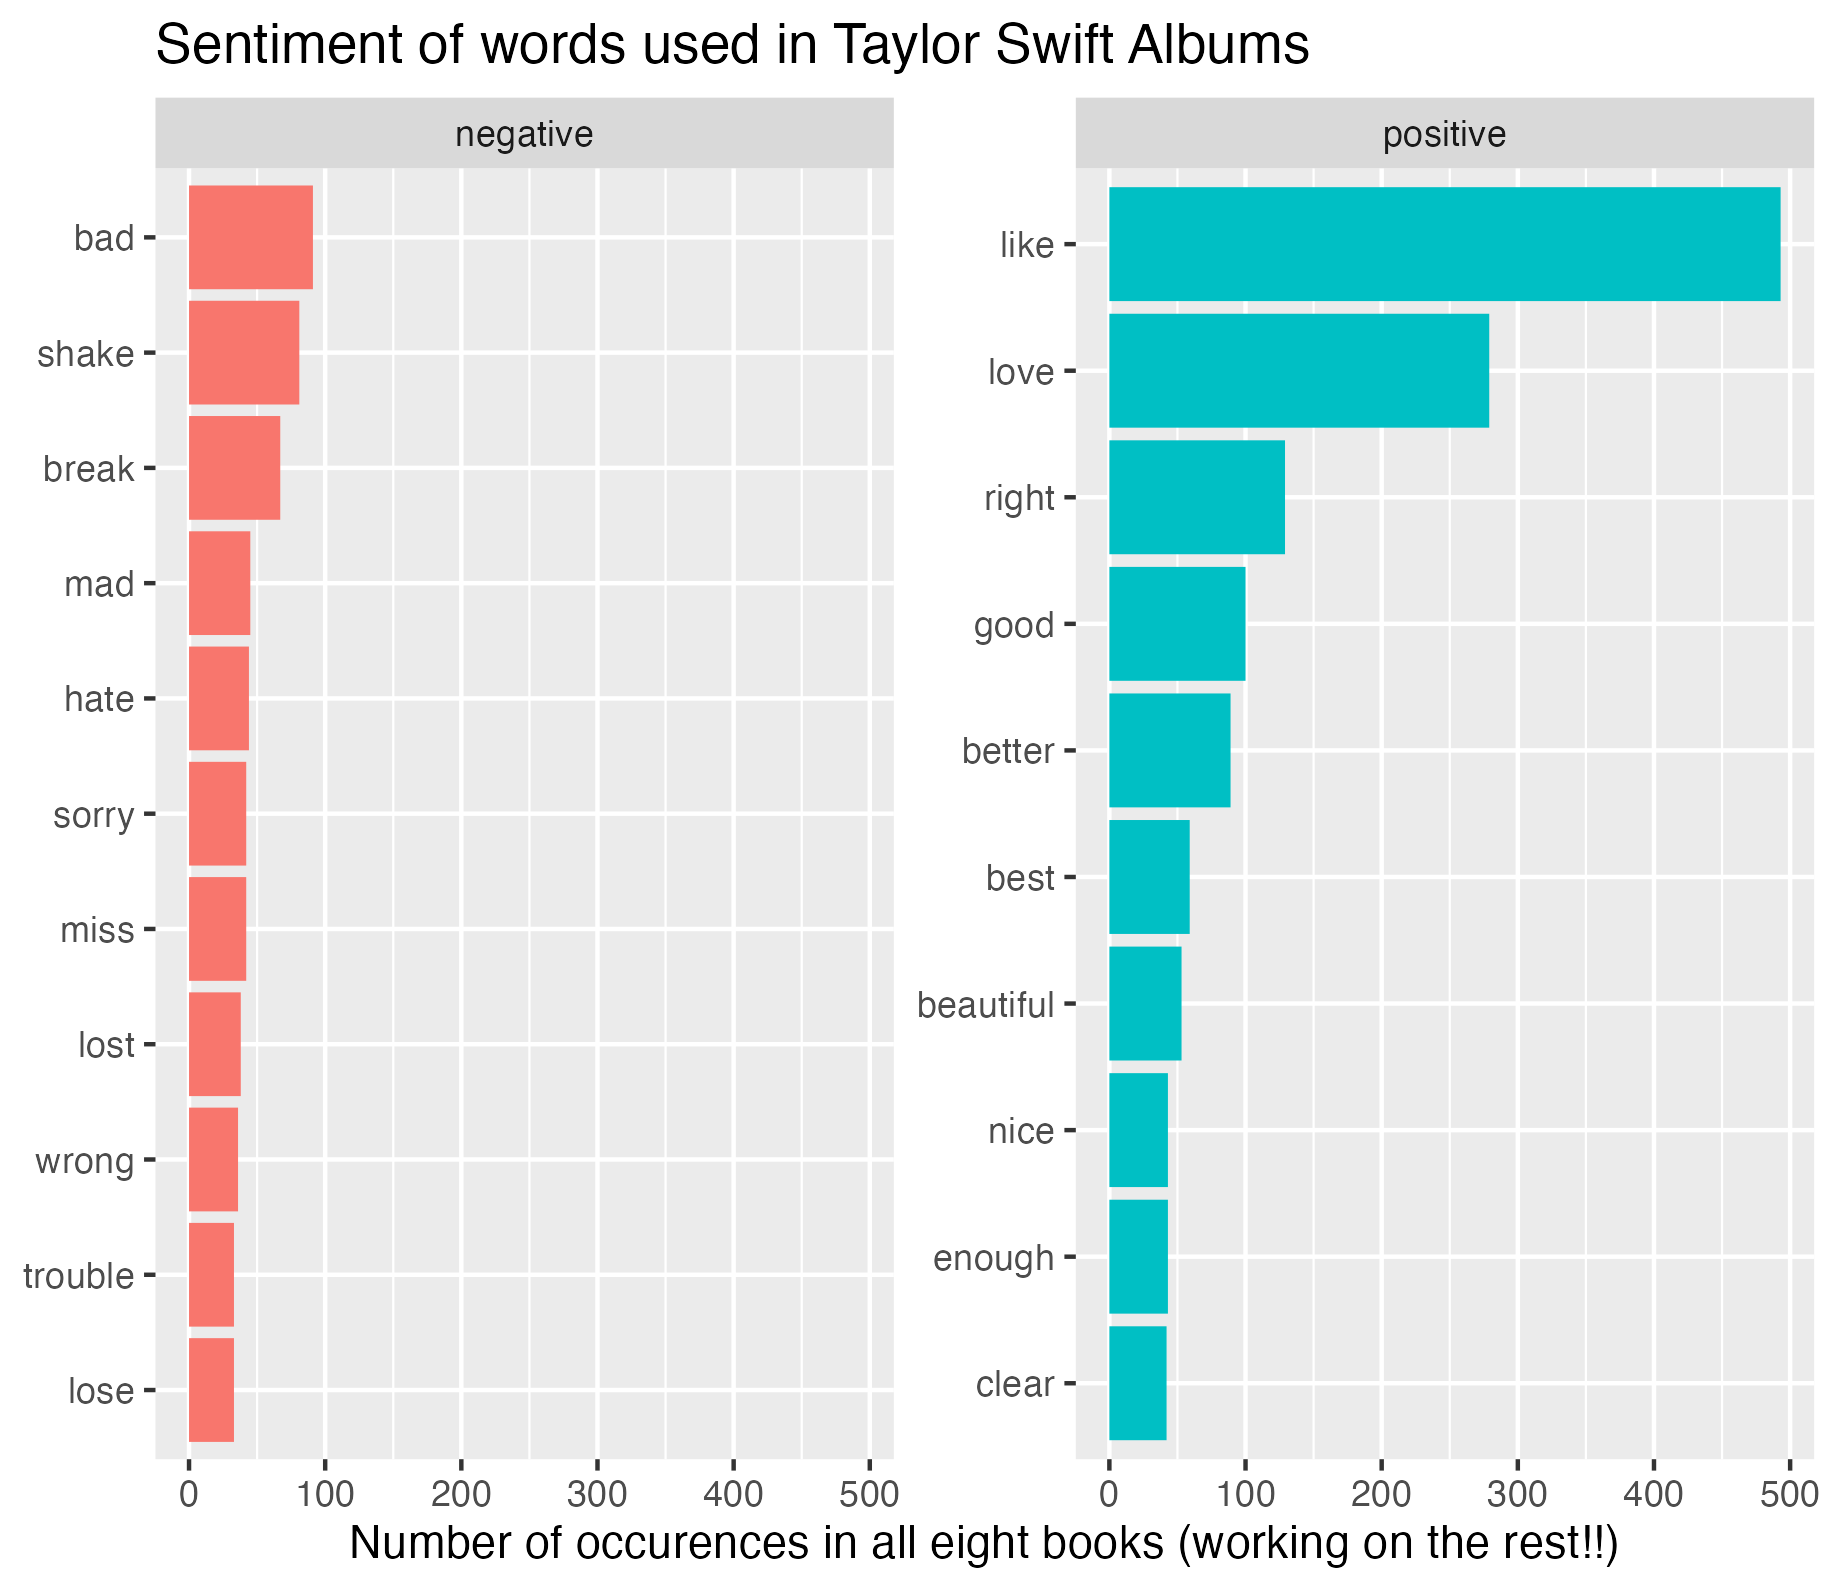 Sentiment of words used in Taylor Swift Albums
negative
bad
shake
break
mad
hate
sorry
miss
lost
wrong
trouble
lose
0 100 200 300 400 500
positive
like
love
right
good
better
best
beautiful
nice
enough
clear
0 100 200 300 400 500
Number of occurences in all eight books (working on the rest!!)